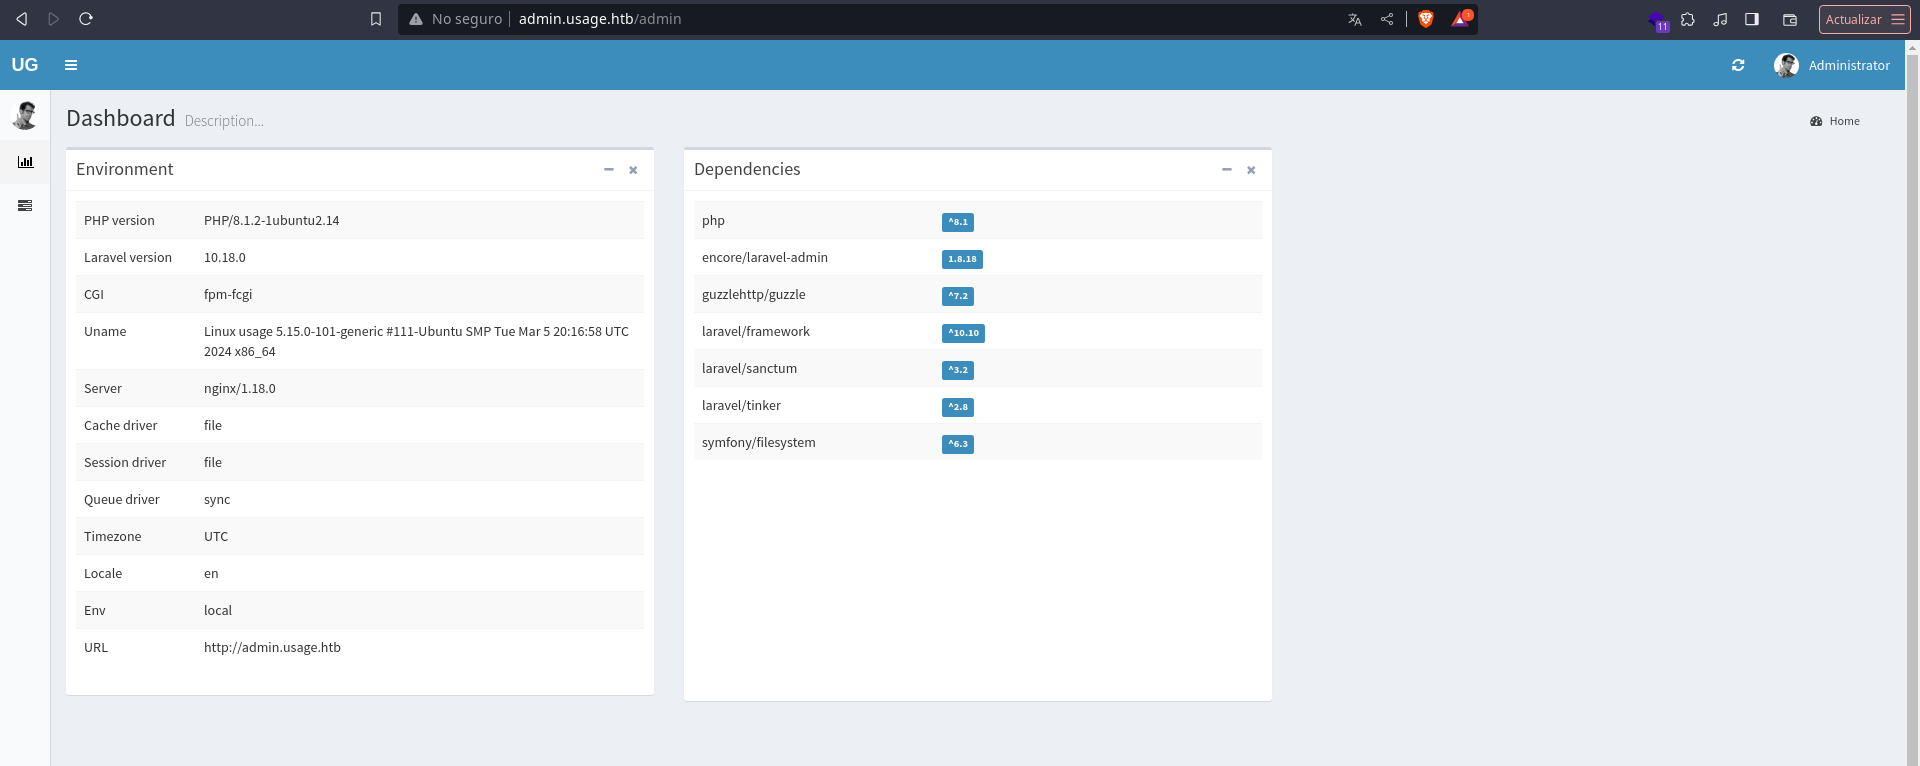 No seguro admin.usage.htb/admin
11
Actualizar
UG
Administrator
Dashboard Description...
Home
Environment
PHP version PHP/8.1.2-1ubuntu2.14
Laravel version 10.18.0
CGI fpm-fcgi
Uname Linux usage 5.15.0-101-generic #111-Ubuntu SMP Tue Mar 5 20:16:58 UTC
2024 x86_64
Server nginx/1.18.0
Cache driver file
Session driver file
Queue driver sync
Timezone UTC
Locale en
Env local
URL http://admin.usage.htb
Dependencies
php ^8.1
encore/laravel-admin 1.8.18
guzzlehttp/guzzle ^7.2
laravel/framework ^10.10
laravel/sanctum ^3.2
laravel/tinker ^2.8
symfony/filesystem ^6.3